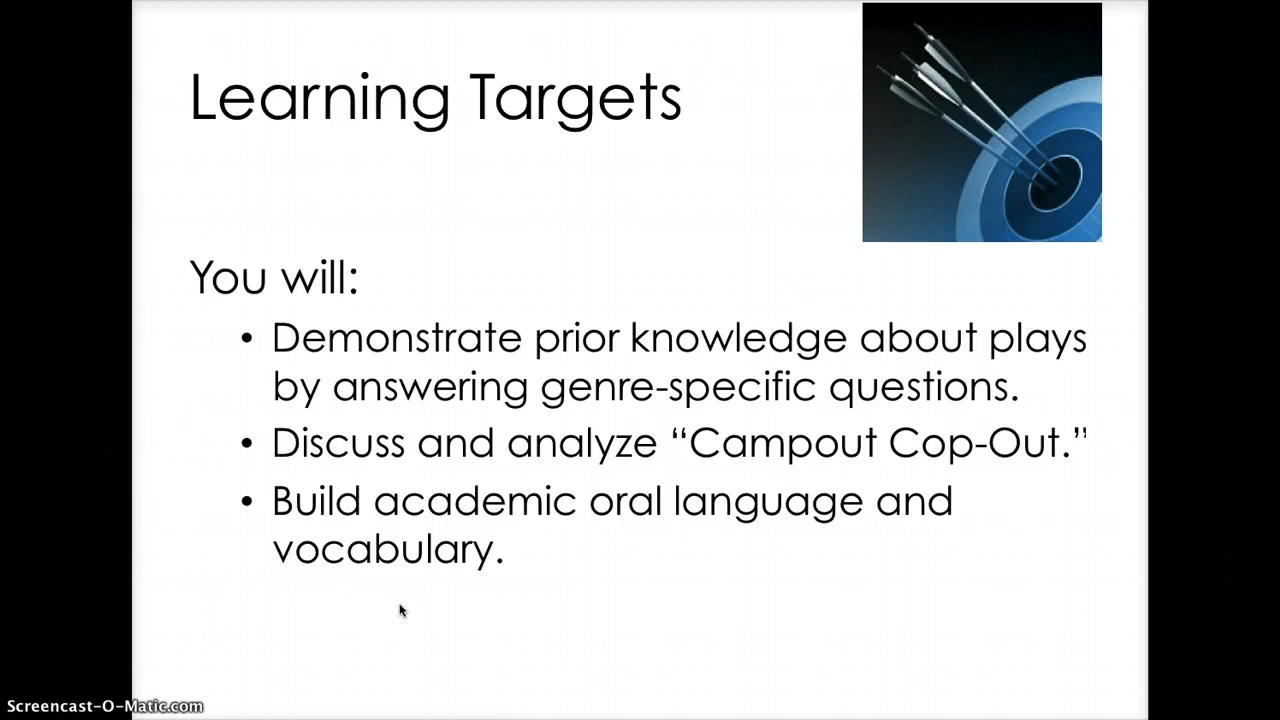 Learning Targets
You will:
• Demonstrate prior knowledge about plays
by answering genre-specific questions.
• Discuss and analyze “Campout Cop-Out.”
• Build academic oral language and
vocabulary.
Screencast-O-Matic.com